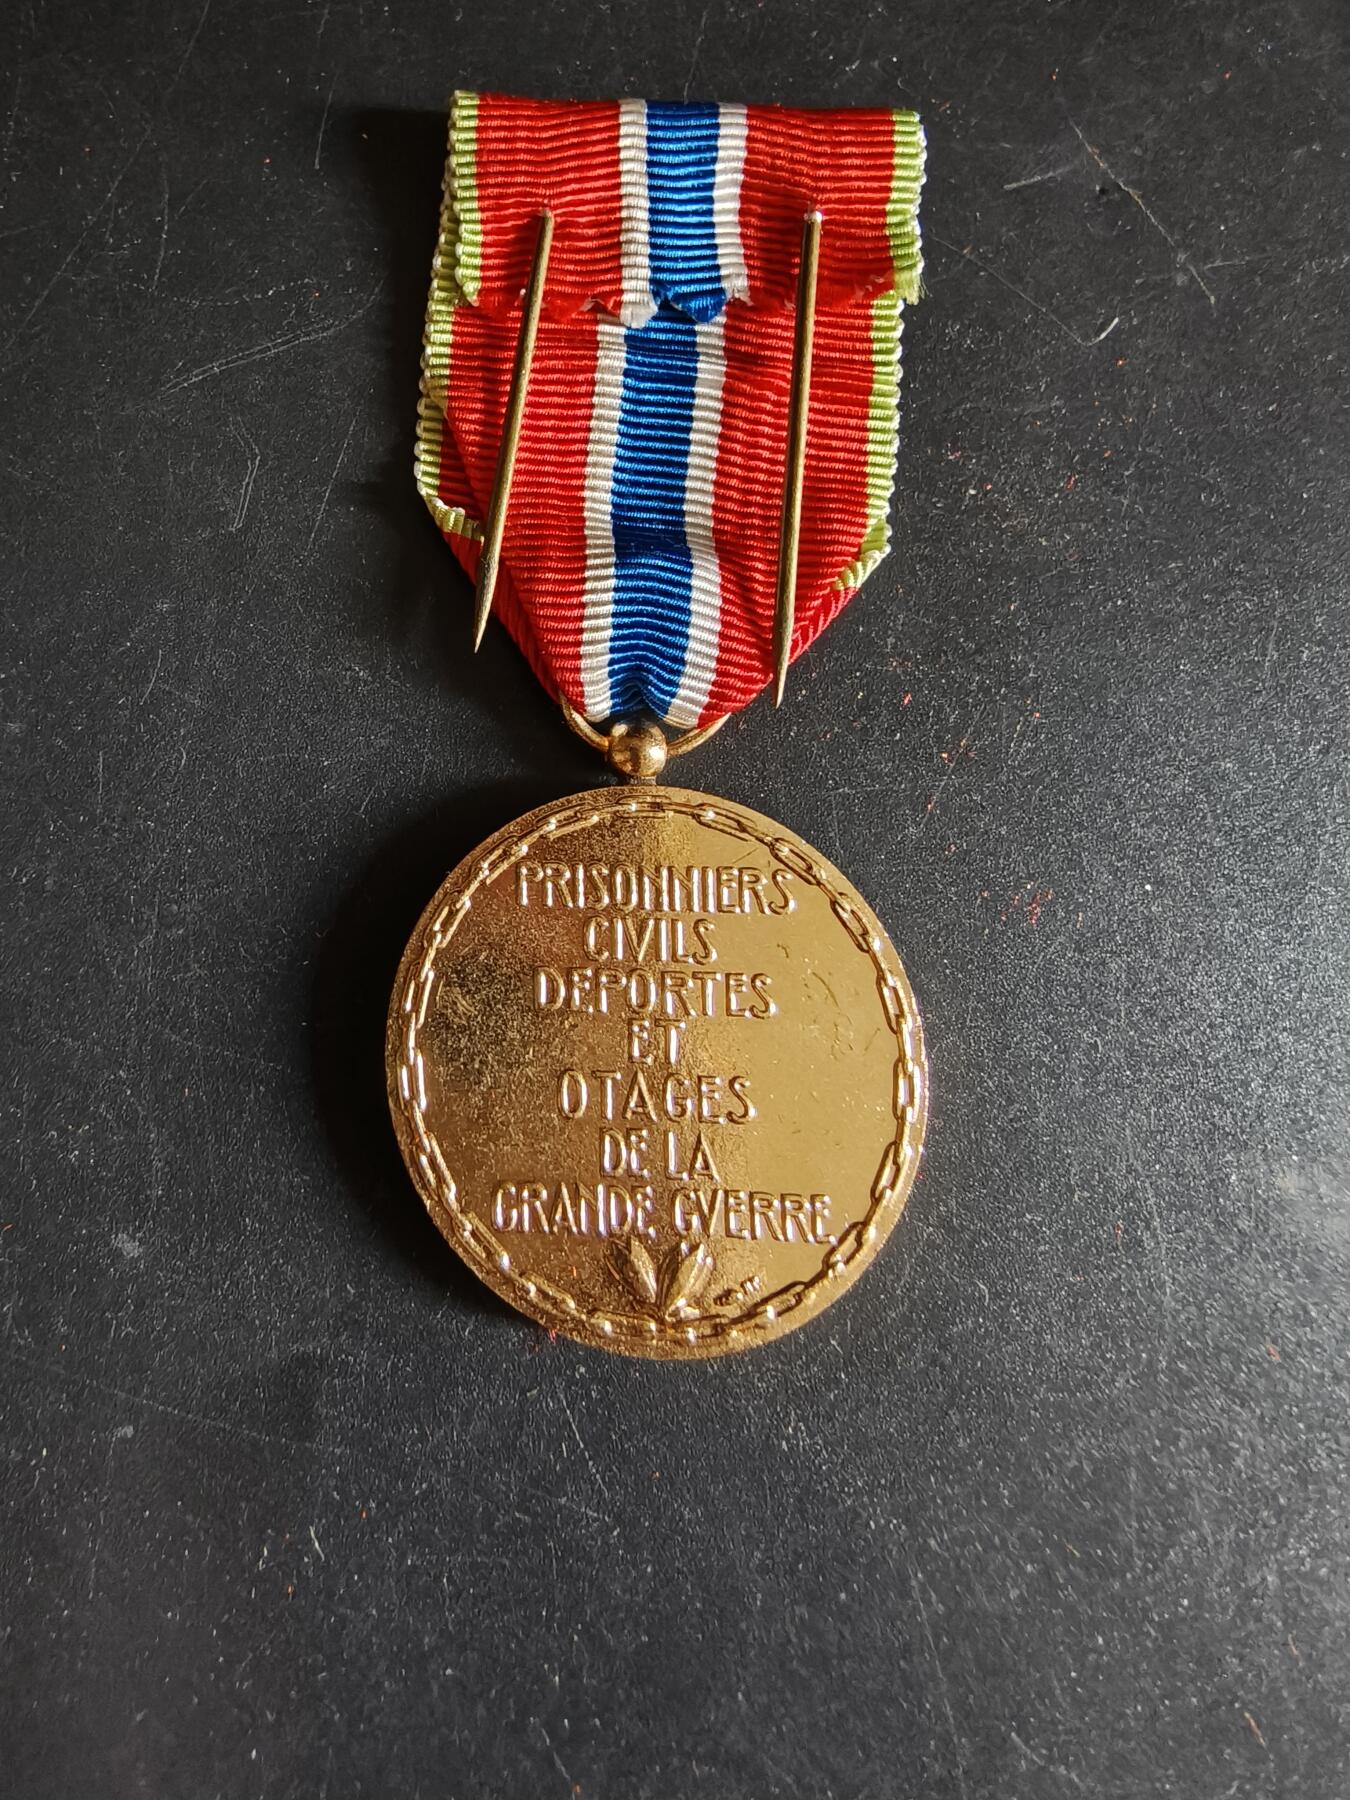 PRISONNIERS
CIVILS
DEPORTES
ET
OTAGES
DE LA
GRANDE GVERRE